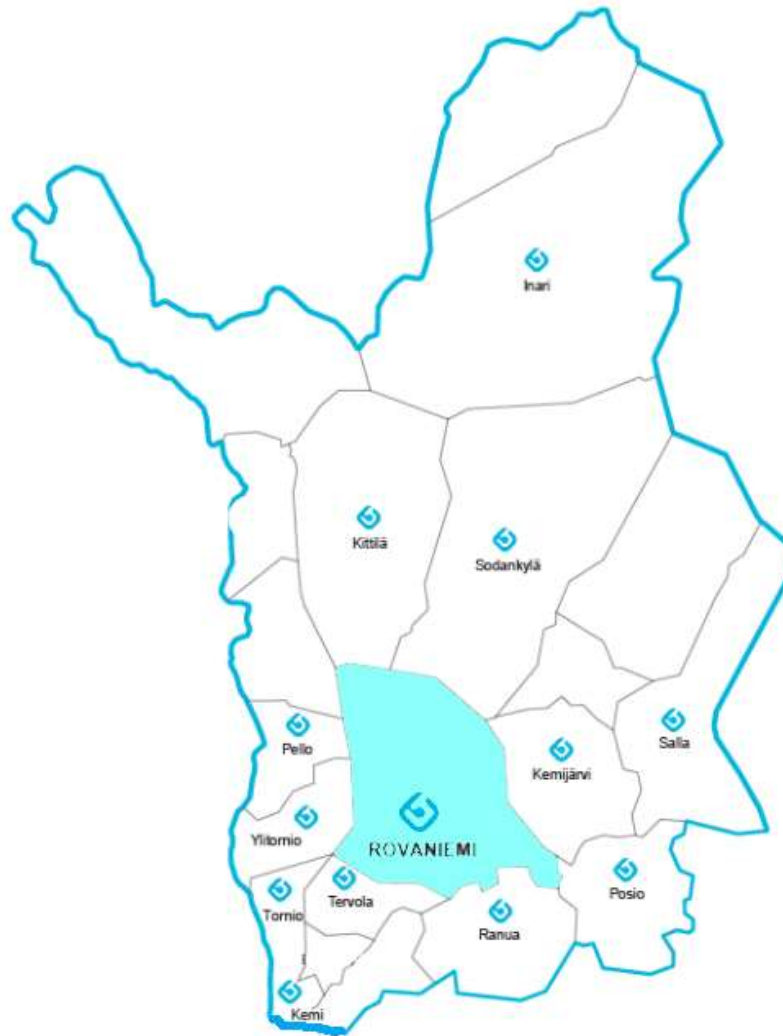 Inari
Kittilä
Sodankylä
Pello
Salla
Kemijärvi
Ylitornio
ROVANIEMI
Tornio
Tervola
Posio
Ranua
Kemi